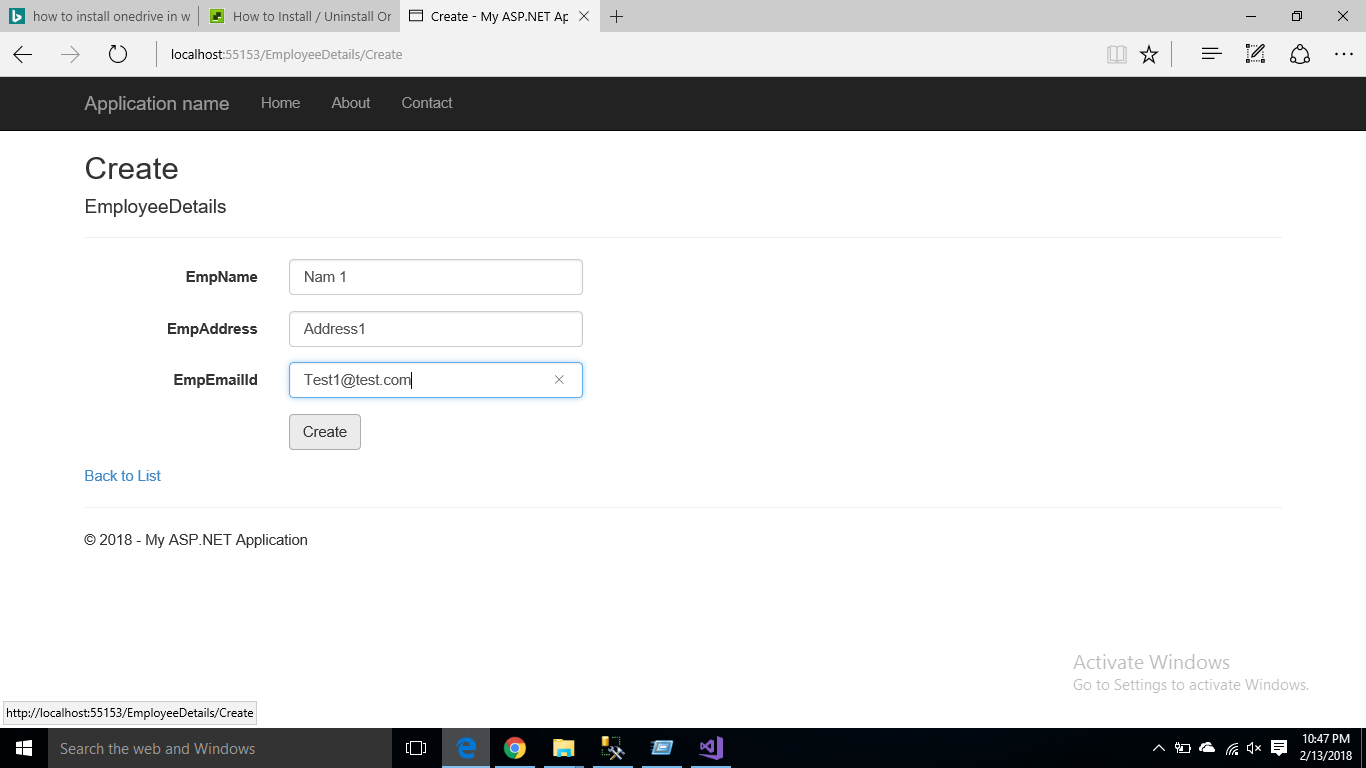 how to install onedrive in w
How to Install / Uninstall Or
Create - My ASP.NET Ap
localhost:55153/EmployeeDetails/Create
Application name Home About Contact
Create
EmployeeDetails
EmpName Nam 1
EmpAddress Address1
EmpEmailId Test1@test.com
Create
Back to List
© 2018 - My ASP.NET Application
Activate Windows
Go to Settings to activate Windows.
http://localhost:55153/EmployeeDetails/Create
Search the web and Windows
10:47 PM
2/13/2018